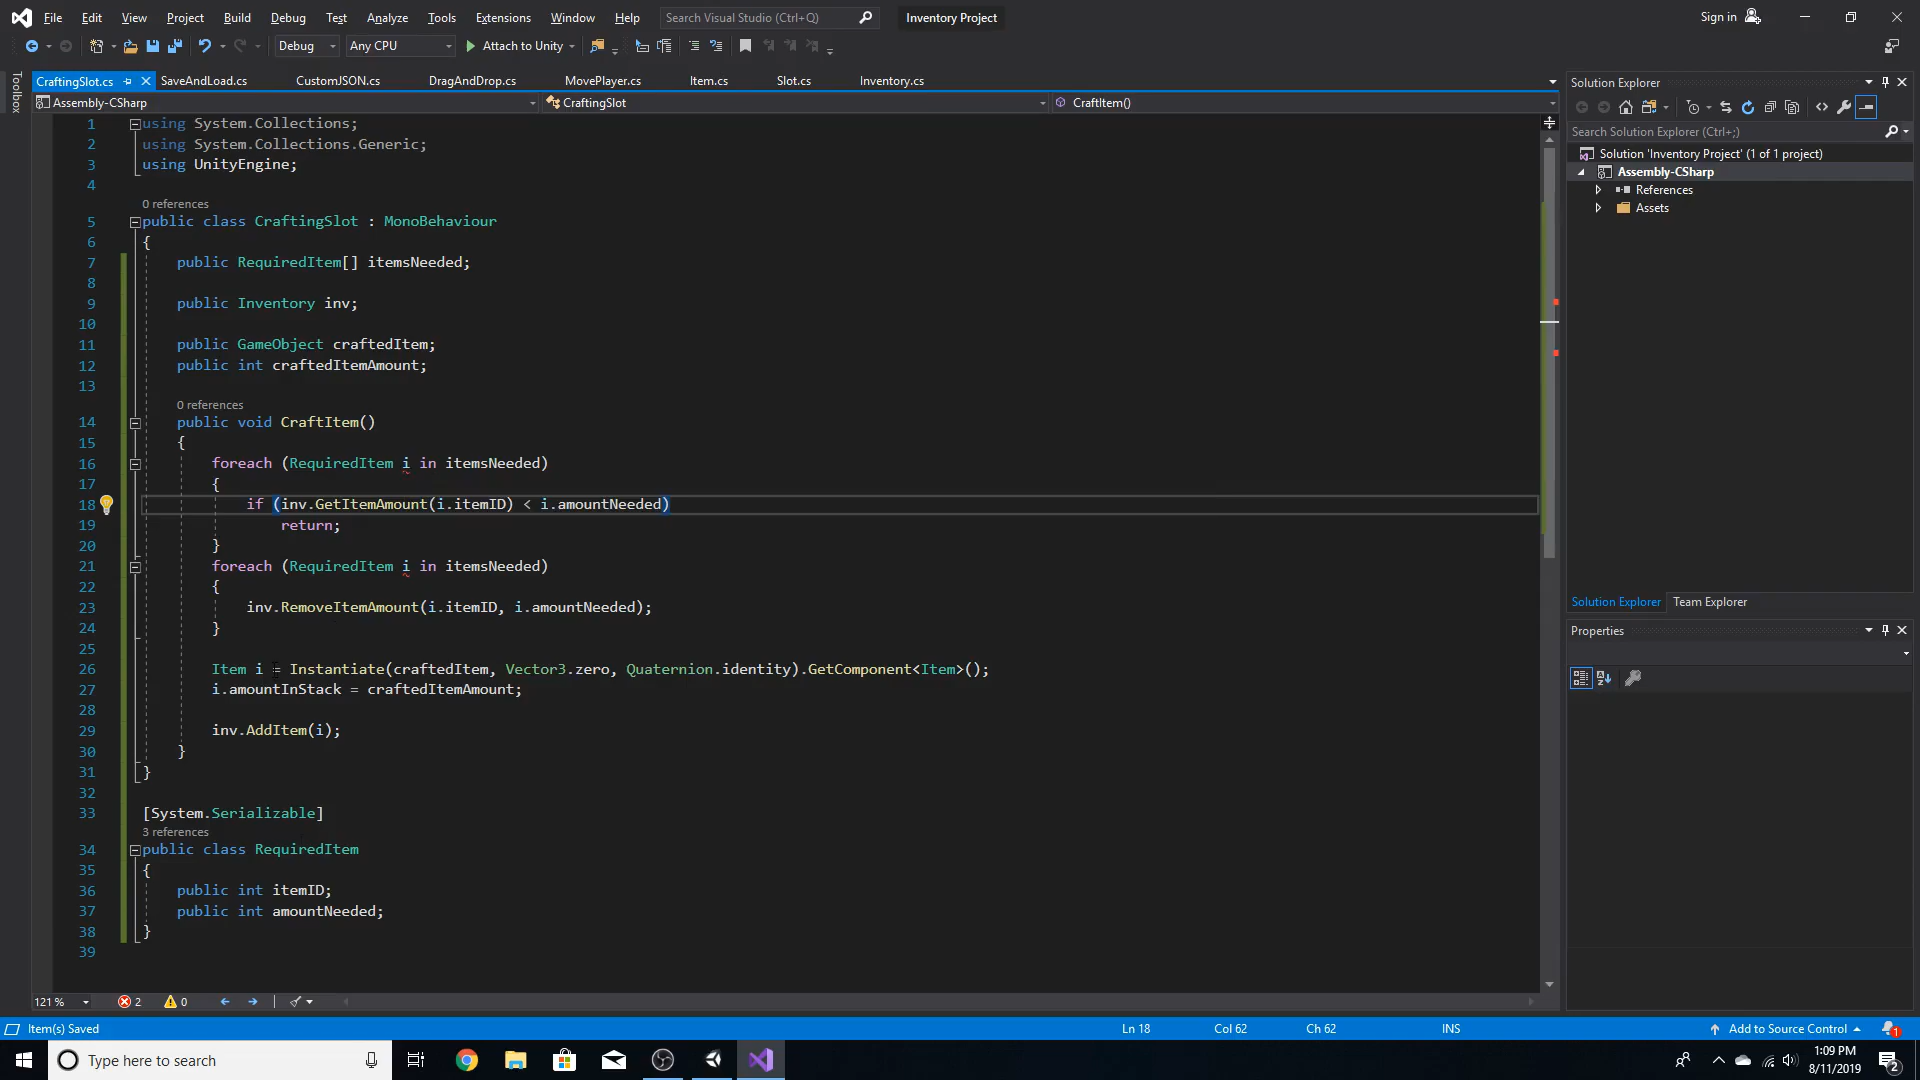 File Edit View Project Build Debug Test Analyze Tools Extensions Window Help Search Visual Studio (Ctrl+Q) Inventory Project Sign in
Debug Any CPU Attach to Unity
Toolbox
CraftingSlot.cs SaveAndLoad.cs CustomJSON.cs DragAndDrop.cs MovePlayer.cs Item.cs Slot.cs Inventory.cs
Assembly-CSharp CraftingSlot CraftItem()
1 using System.Collections;
2 using System.Collections.Generic;
3 using UnityEngine;
4
0 references
5 public class CraftingSlot : MonoBehaviour
6 {
7 public RequiredItem[] itemsNeeded;
8
9 public Inventory inv;
10
11 public GameObject craftedItem;
12 public int craftedItemAmount;
13
0 references
14 public void CraftItem()
15 {
16 foreach (RequiredItem i in itemsNeeded)
17 {
18 if (inv.GetItemAmount(i.itemID) < i.amountNeeded)
19 return;
20 }
21 foreach (RequiredItem i in itemsNeeded)
22 {
23 inv.RemoveItemAmount(i.itemID, i.amountNeeded);
24 }
25
26 Item i = Instantiate(craftedItem, Vector3.zero, Quaternion.identity).GetComponent<Item>();
27 i.amountInStack = craftedItemAmount;
28
29 inv.AddItem(i);
30 }
31 }
32
33 [System.Serializable]
3 references
34 public class RequiredItem
35 {
36 public int itemID;
37 public int amountNeeded;
38 }
39
121 % 2 0
Solution Explorer
Search Solution Explorer (Ctrl+;)
Solution 'Inventory Project' (1 of 1 project)
Assembly-CSharp
References
Assets
Solution Explorer Team Explorer
Properties
Item(s) Saved Ln 18 Col 62 Ch 62 INS Add to Source Control 1
Type here to search
1:09 PM
8/11/2019
2